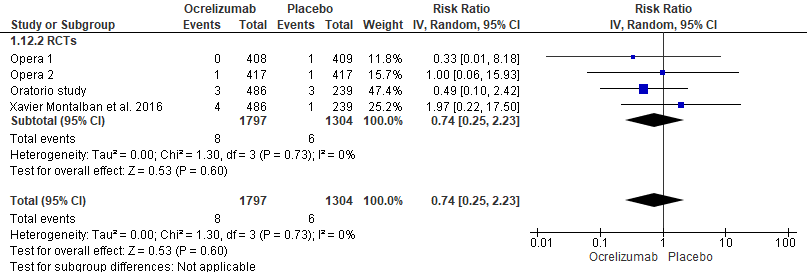 Ocrelizumab Placebo Risk Ratio Risk Ratio
Study or Subgroup Events Total Events Total Weight IV, Random, 95% CI IV, Random, 95% CI
1.12.2 RCTs
Opera 1 0 408 1 409 11.8% 0.33 [0.01, 8.18]
Opera 2 1 417 1 417 15.7% 1.00 [0.06, 15.93]
Oratorio study 3 486 3 239 47.4% 0.49 [0.10, 2.42]
Xavier Montalban et al. 2016 4 486 1 239 25.2% 1.97 [0.22, 17.50]
Subtotal (95% CI) 1797 1304 100.0% 0.74 [0.25, 2.23]
Total events 8 6
Heterogeneity: Tau² = 0.00; Chi² = 1.30, df = 3 (P = 0.73); I² = 0%
Test for overall effect: Z = 0.53 (P = 0.60)
Total (95% CI) 1797 1304 100.0% 0.74 [0.25, 2.23]
Total events 8 6
Heterogeneity: Tau² = 0.00; Chi² = 1.30, df = 3 (P = 0.73); I² = 0%
Test for overall effect: Z = 0.53 (P = 0.60)
Test for subgroup differences: Not applicable
0.01 0.1 1 10 100
Ocrelizumab Placebo